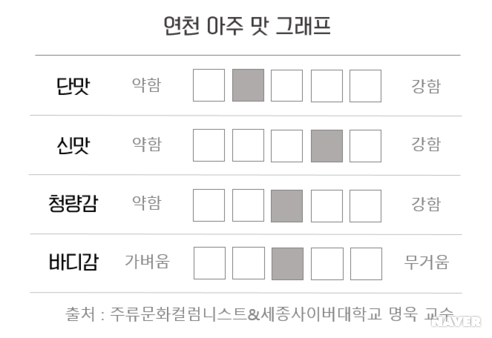 연천 아주 맛 그래프
단맛 약함 강함
신맛 약함 강함
청량감 약함 강함
바디감 가벼움 무거움
출처 : 주류문화컬럼니스트&세종사이버대학교 명욱 교수
NAVER